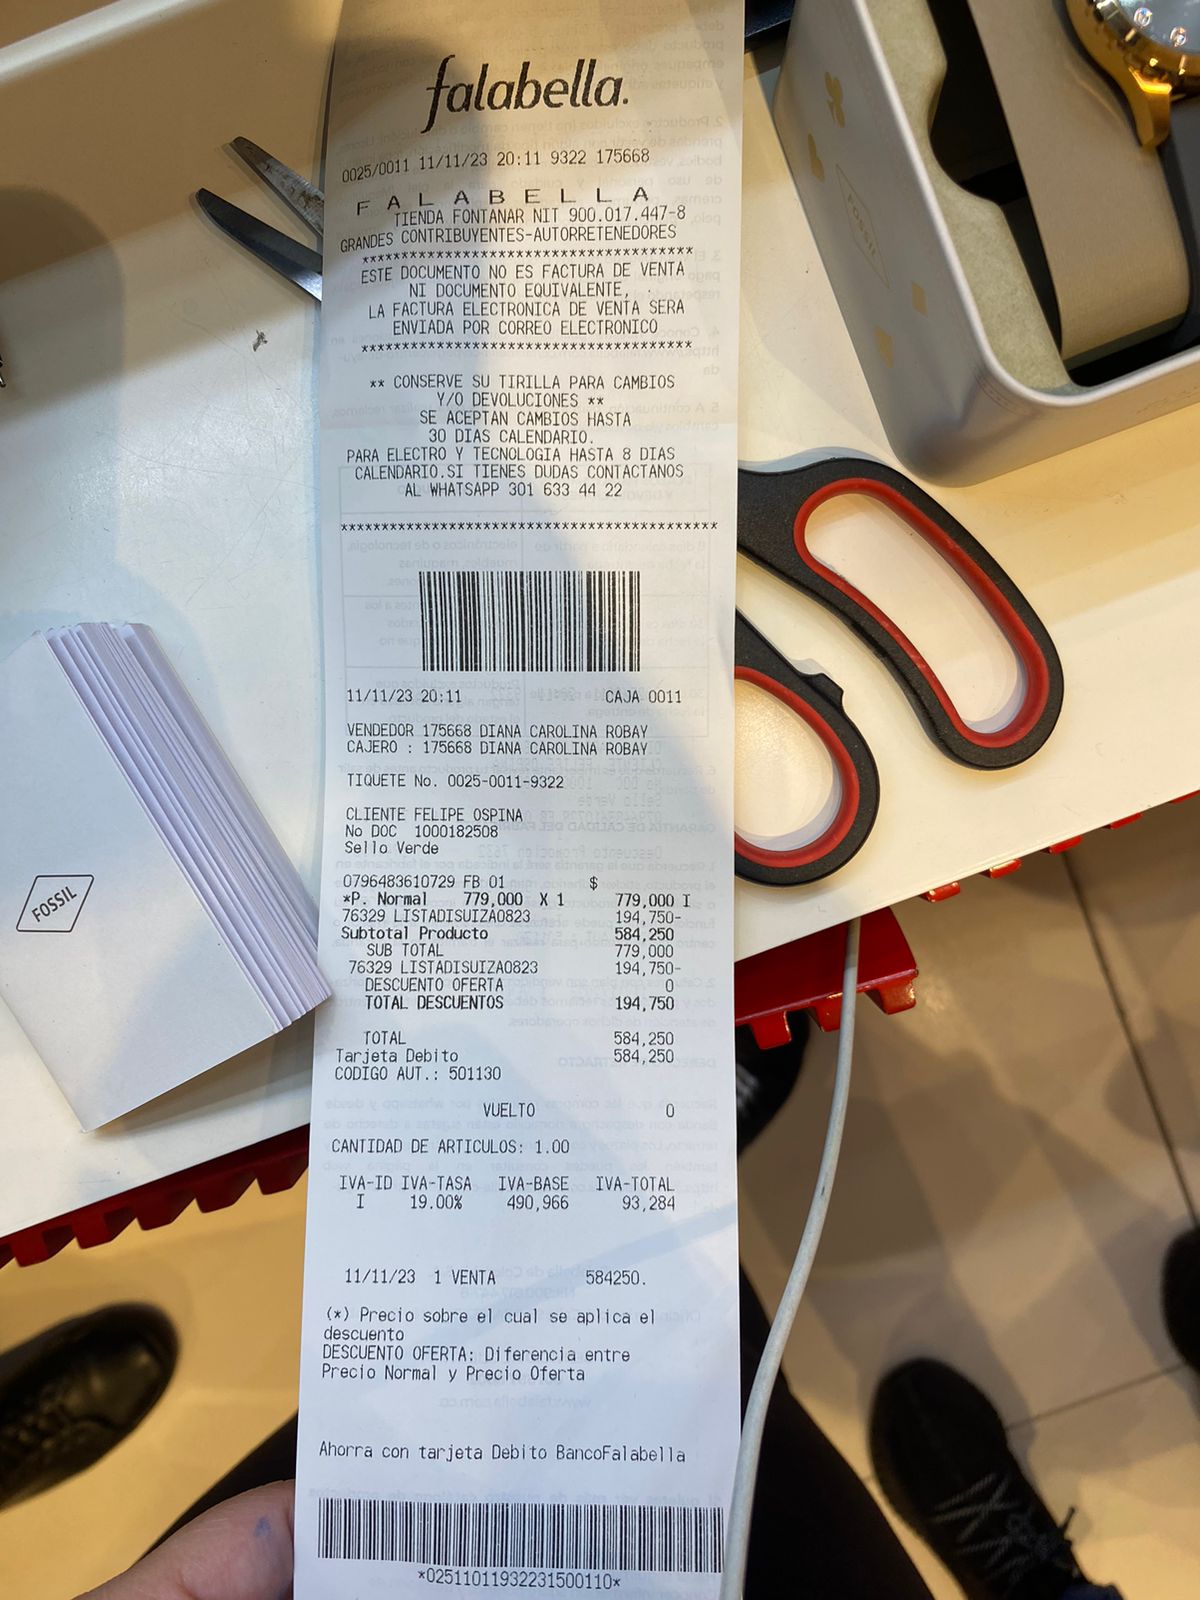 falabella.
0025/0011 11/11/23 20:11 9322 175668
F A L A B E L L A
TIENDA FONTANAR NIT 900.017.447-8
GRANDES CONTRIBUYENTES-AUTORRETENEDORES
*****************************************
ESTE DOCUMENTO NO ES FACTURA DE VENTA
NI DOCUMENTO EQUIVALENTE,
LA FACTURA ELECTRONICA DE VENTA SERA
ENVIADA POR CORREO ELECTRONICO
*****************************************
** CONSERVE SU TIRILLA PARA CAMBIOS
Y/O DEVOLUCIONES **
SE ACEPTAN CAMBIOS HASTA
30 DIAS CALENDARIO.
PARA ELECTRO Y TECNOLOGIA HASTA 8 DIAS
CALENDARIO.SI TIENES DUDAS CONTACTANOS
AL WHATSAPP 301 633 44 22
**********************************************
11/11/23 20:11 CAJA 0011
VENDEDOR 175668 DIANA CAROLINA ROBAY
CAJERO : 175668 DIANA CAROLINA ROBAY
TIQUETE No. 0025-0011-9322
CLIENTE FELIPE OSPINA
No DOC 1000182508
Sello Verde
0796483610729 FB 01 $
*P. Normal 779,000 X 1 779,000 I
76329 LISTADISUIZA0823 194,750-
Subtotal Producto 584,250
SUB TOTAL 779,000
76329 LISTADISUIZA0823 194,750-
DESCUENTO OFERTA 0
TOTAL DESCUENTOS 194,750
TOTAL 584,250
Tarjeta Debito 584,250
CODIGO AUT.: 501130
VUELTO 0
CANTIDAD DE ARTICULOS: 1.00
IVA-ID IVA-TASA IVA-BASE IVA-TOTAL
I 19.00% 490,966 93,284
11/11/23 1 VENTA 584250.
(*) Precio sobre el cual se aplica el
descuento
DESCUENTO OFERTA: Diferencia entre
Precio Normal y Precio Oferta
Ahorra con tarjeta Debito BancoFalabella
*02511011932231500110*
FOSSIL
FOSSIL